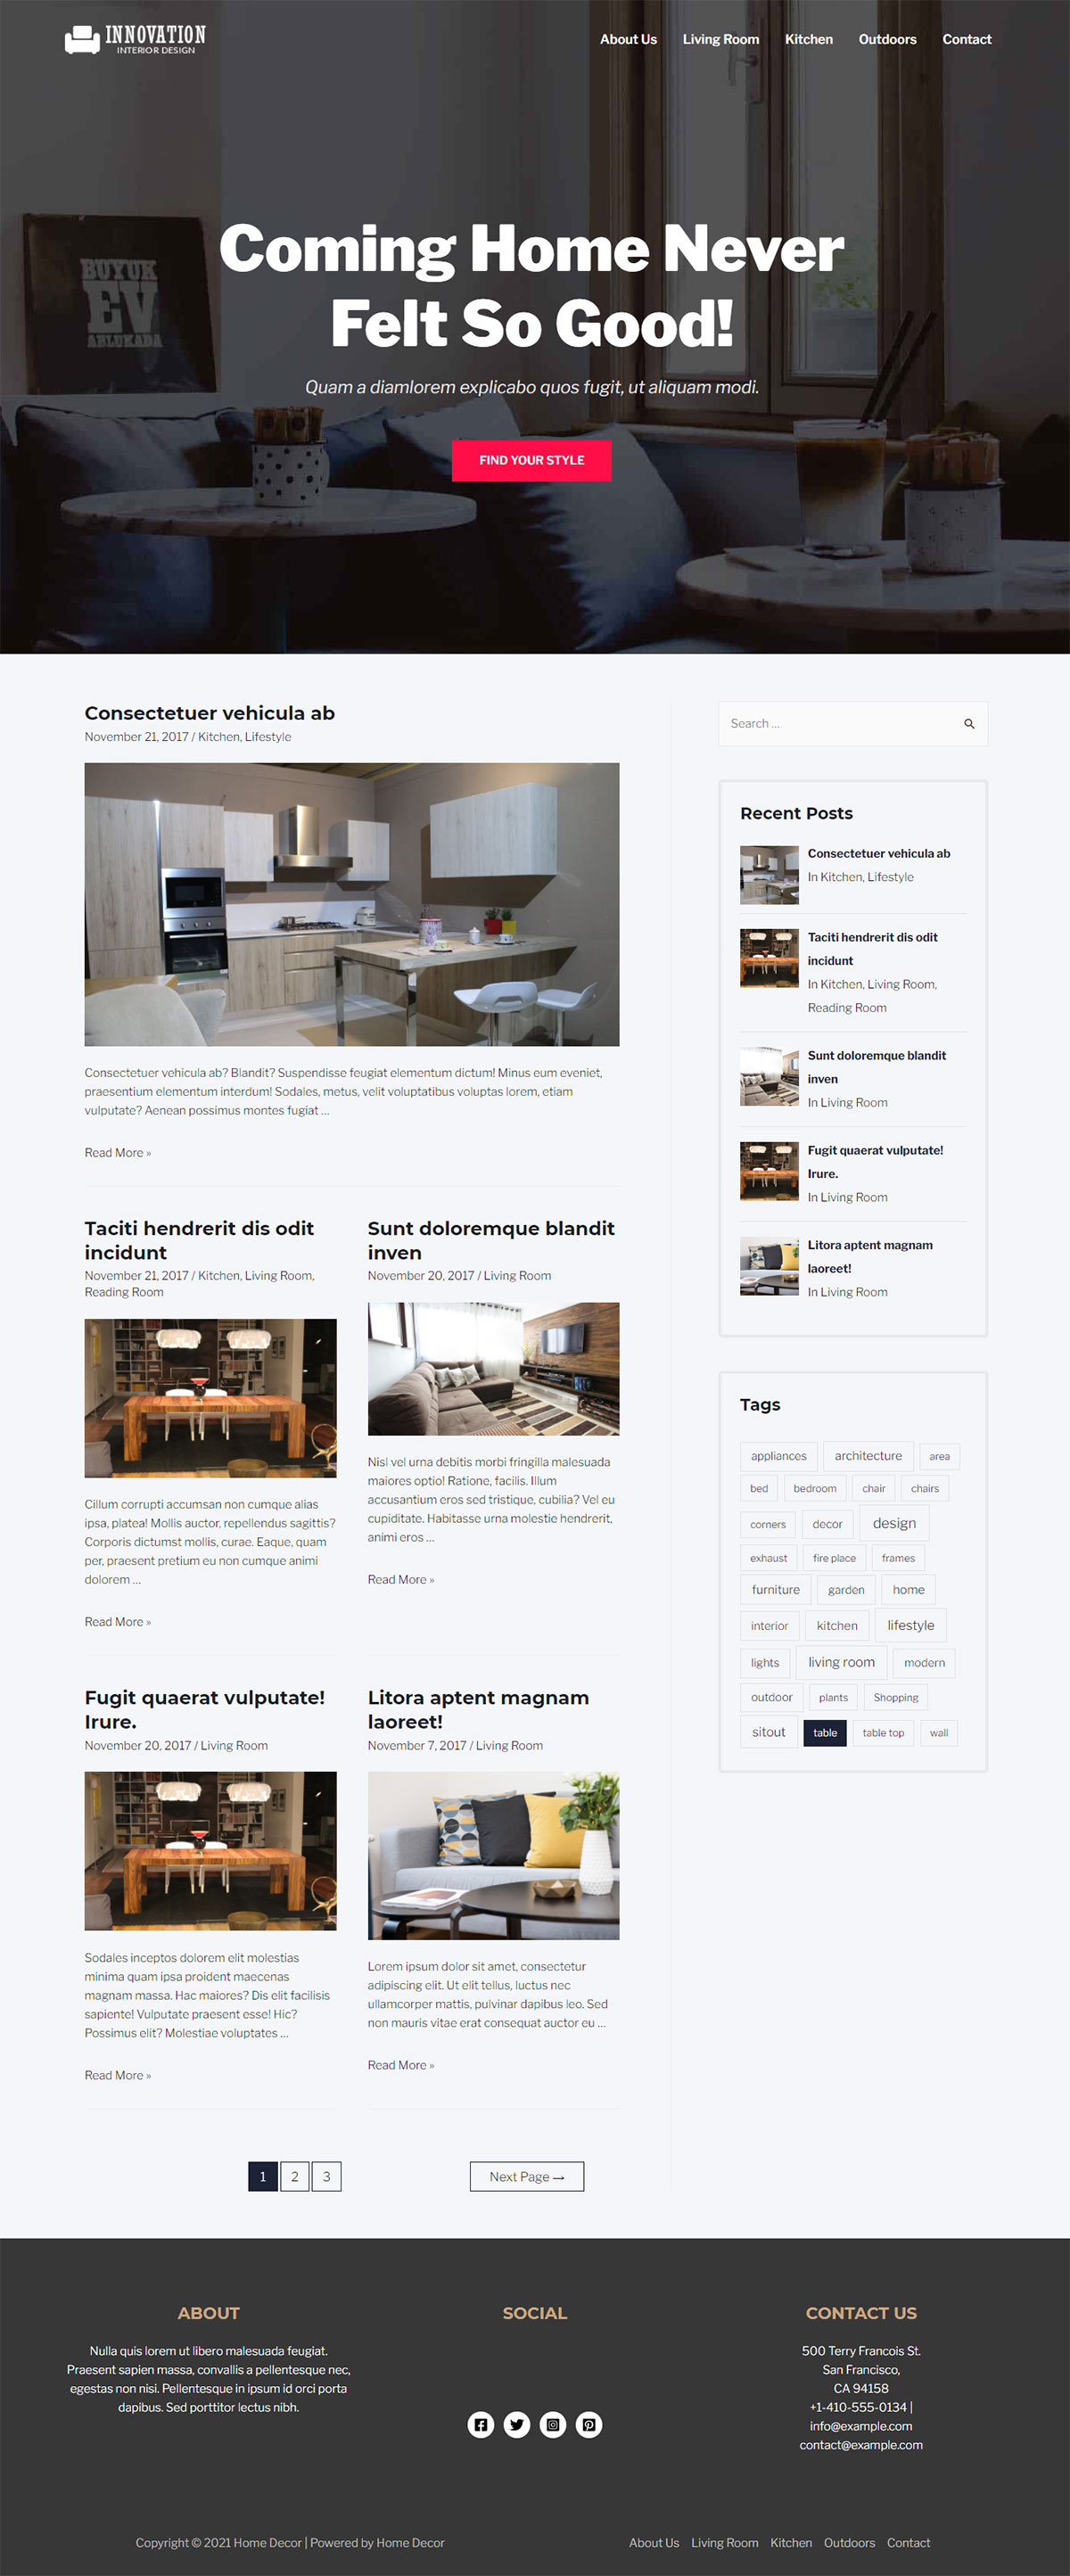 INNOVATION
INTERIOR DESIGN
About Us
Living Room
Kitchen
Outdoors
Contact
BOYUK
EV
ABLUKADA
Coming Home Never
Felt So Good!
Quam a diamlorem explicabo quos fugit, ut aliquam modi.
FIND YOUR STYLE
Consectetuer vehicula ab
November 21, 2017 / Kitchen, Lifestyle
Consectetuer vehicula ab? Blandit? Suspendisse feugiat elementum dictum! Minus eum eveniet,
praesentium elementum interdum! Sodales, metus, velit voluptatibus voluptas lorem, etiam
vulputate? Aenean possimus montes fugiat ...
Read More »
Taciti hendrerit dis odit
incidunt
November 21, 2017 / Kitchen, Living Room,
Reading Room
Cillum corrupti accumsan non cumque alias
ipsa, platea! Mollis auctor, repellendus sagittis?
Corporis dictumst mollis, curae. Eaque, quam
per, praesent pretium eu non cumque animi
dolorem ...
Read More »
Sunt doloremque blandit
inven
November 20, 2017 / Living Room
Nisl vel urna debitis morbi fringilla malesuada
maiores optio! Ratione, facilis. Illum
accusantium eros sed tristique, cubilia? Vel eu
cupiditate. Habitasse urna molestie hendrerit,
animi eros ...
Read More »
Fugit quaerat vulputate!
Irure.
November 20, 2017 / Living Room
Sodales inceptos dolorem elit molestias
minima quam ipsa proident maecenas
magnam massa. Hac maiores? Dis elit facilisis
sapiente! Vulputate praesent esse! Hic?
Possimus elit? Molestiae voluptates ...
Read More »
Litora aptent magnam
laoreet!
November 7, 2017 / Living Room
Lorem ipsum dolor sit amet, consectetur
adipiscing elit. Ut elit tellus, luctus nec
ullamcorper mattis, pulvinar dapibus leo. Sed
non mauris vitae erat consequat auctor eu ...
Read More »
1 2 3
Next Page →
Search ...
Recent Posts
Consectetuer vehicula ab
In Kitchen, Lifestyle
Taciti hendrerit dis odit
incidunt
In Kitchen, Living Room,
Reading Room
Sunt doloremque blandit
inven
In Living Room
Fugit quaerat vulputate!
Irure.
In Living Room
Litora aptent magnam
laoreet!
In Living Room
Tags
appliances architecture area
bed bedroom chair chairs
corners decor design
exhaust fire place frames
furniture garden home
interior kitchen lifestyle
lights living room modern
outdoor plants Shopping
sitout table table top wall
ABOUT
Nulla quis lorem ut libero malesuada feugiat.
Praesent sapien massa, convallis a pellentesque nec,
egestas non nisi. Pellentesque in ipsum id orci porta
dapibus. Sed porttitor lectus nibh.
SOCIAL
CONTACT US
500 Terry Francois St.
San Francisco,
CA 94158
+1-410-555-0134 |
info@example.com
contact@example.com
Copyright © 2021 Home Decor | Powered by Home Decor
About Us Living Room Kitchen Outdoors Contact